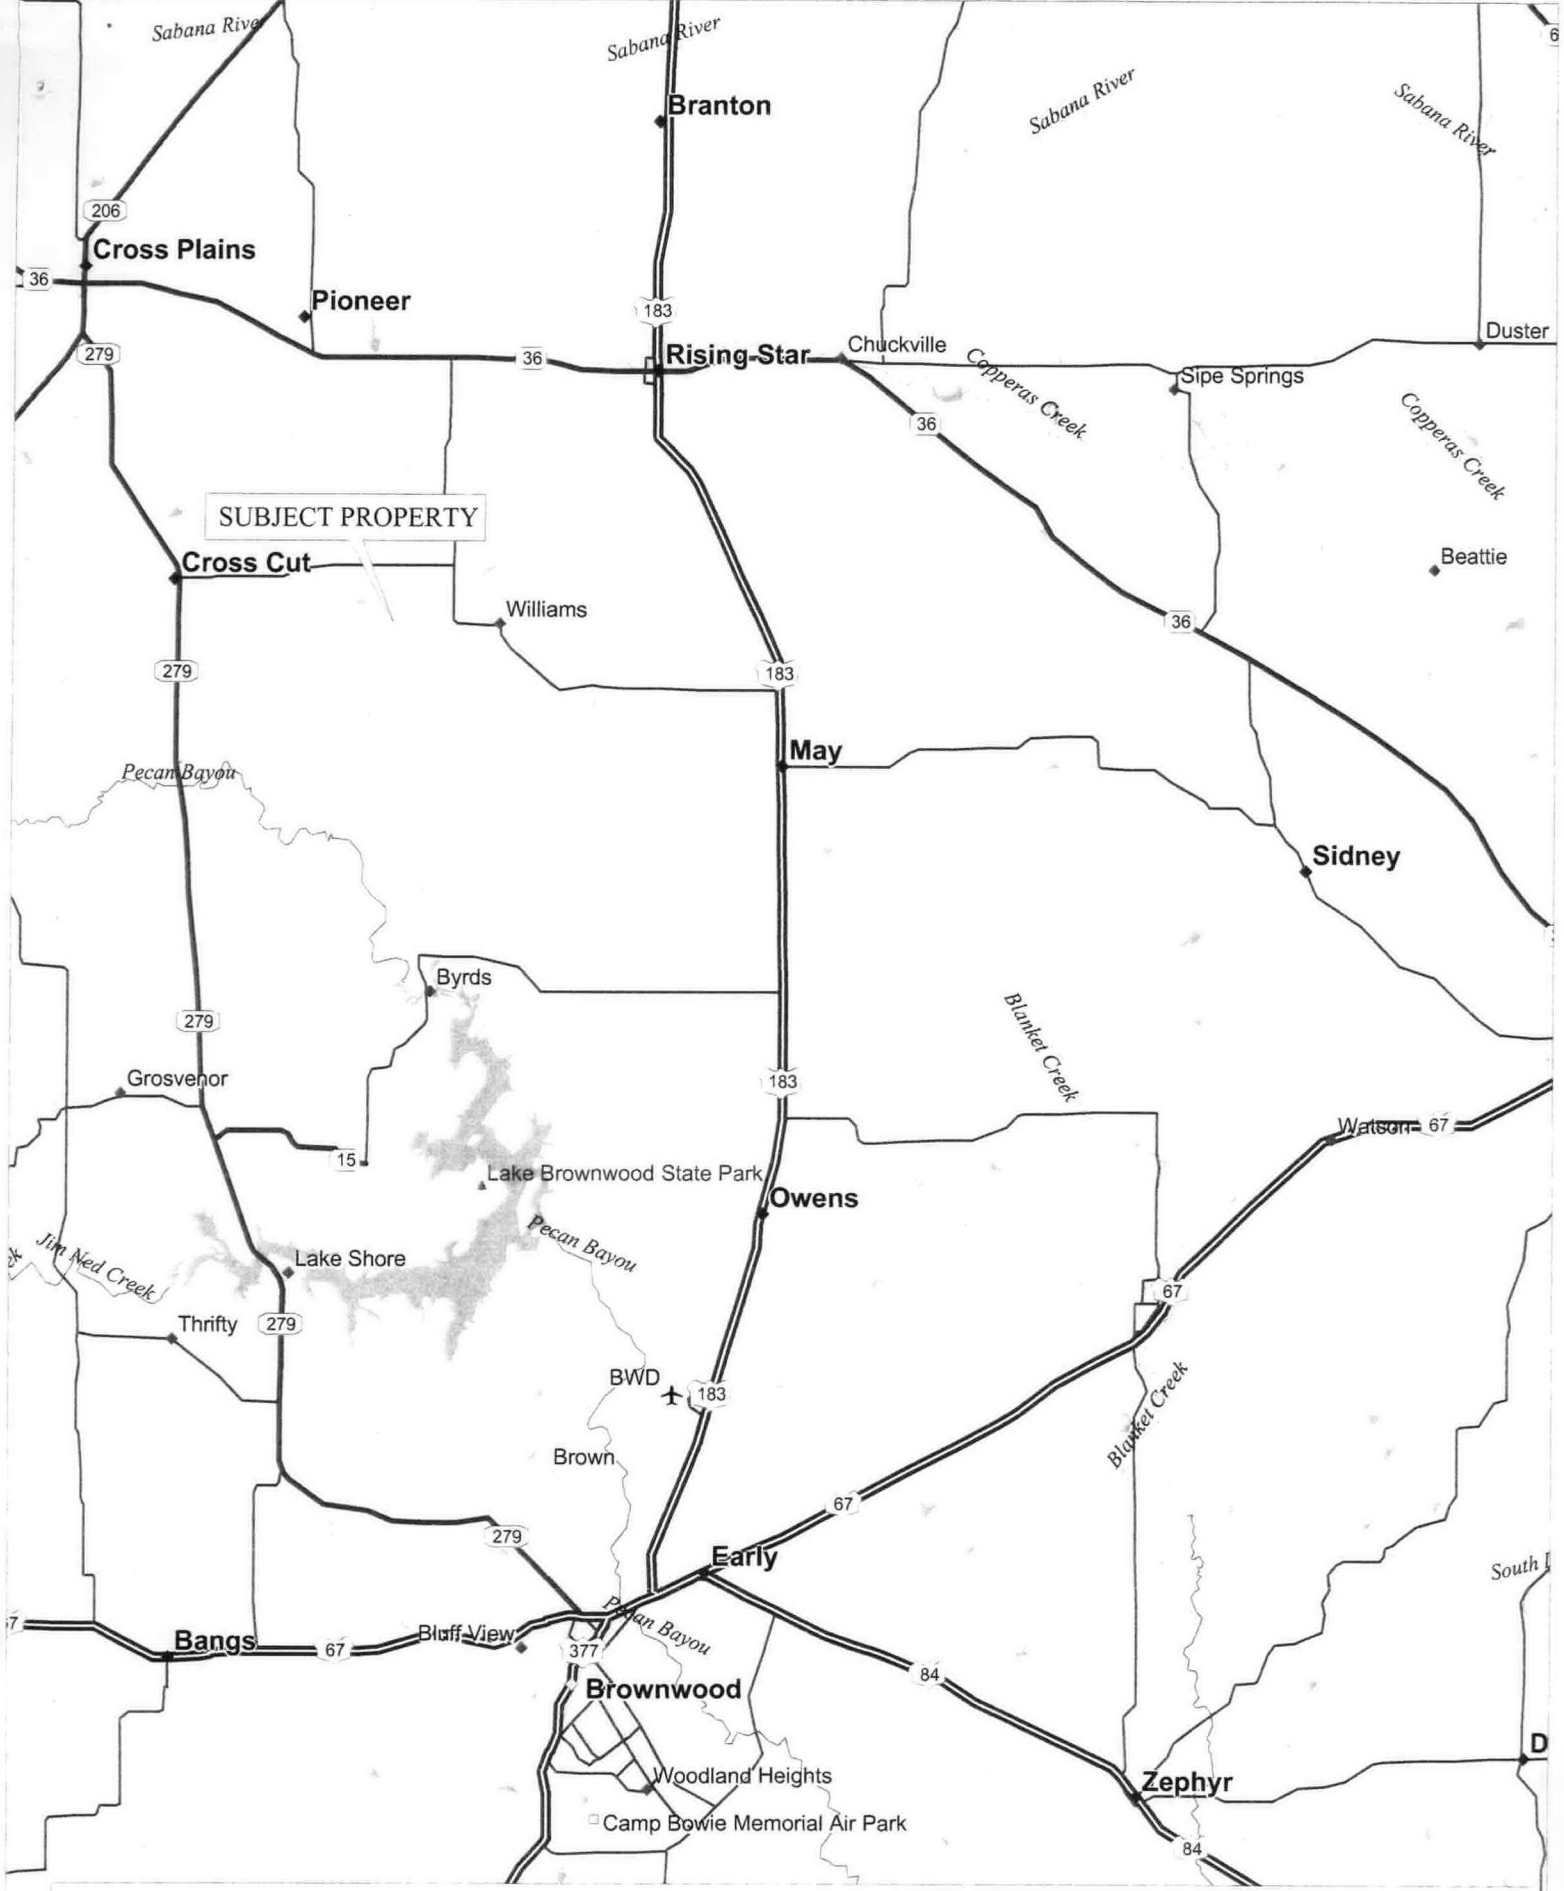 Sabana River
Sabana River
Sabana River
Sabana River
6
Branton
206
Cross Plains
36
Pioneer
183
279
36
Rising Star
Chuckville
Duster
Copperas Creek
Sipe Springs
36
Copperas Creek
SUBJECT PROPERTY
Cross Cut
Beattie
Williams
36
279
183
May
Pecan Bayou
Sidney
Byrds
279
Blanket Creek
Grosvenor
183
Watson
67
15
Lake Brownwood State Park
Owens
Pecan Bayou
Jim Ned Creek
ek
Lake Shore
67
Thrifty
279
BWD
183
Blanket Creek
Brown
67
279
Early
South
Pecan Bayou
7
Bangs
67
Bluff View
377
84
Brownwood
D
Woodland Heights
Zephyr
Camp Bowie Memorial Air Park
84